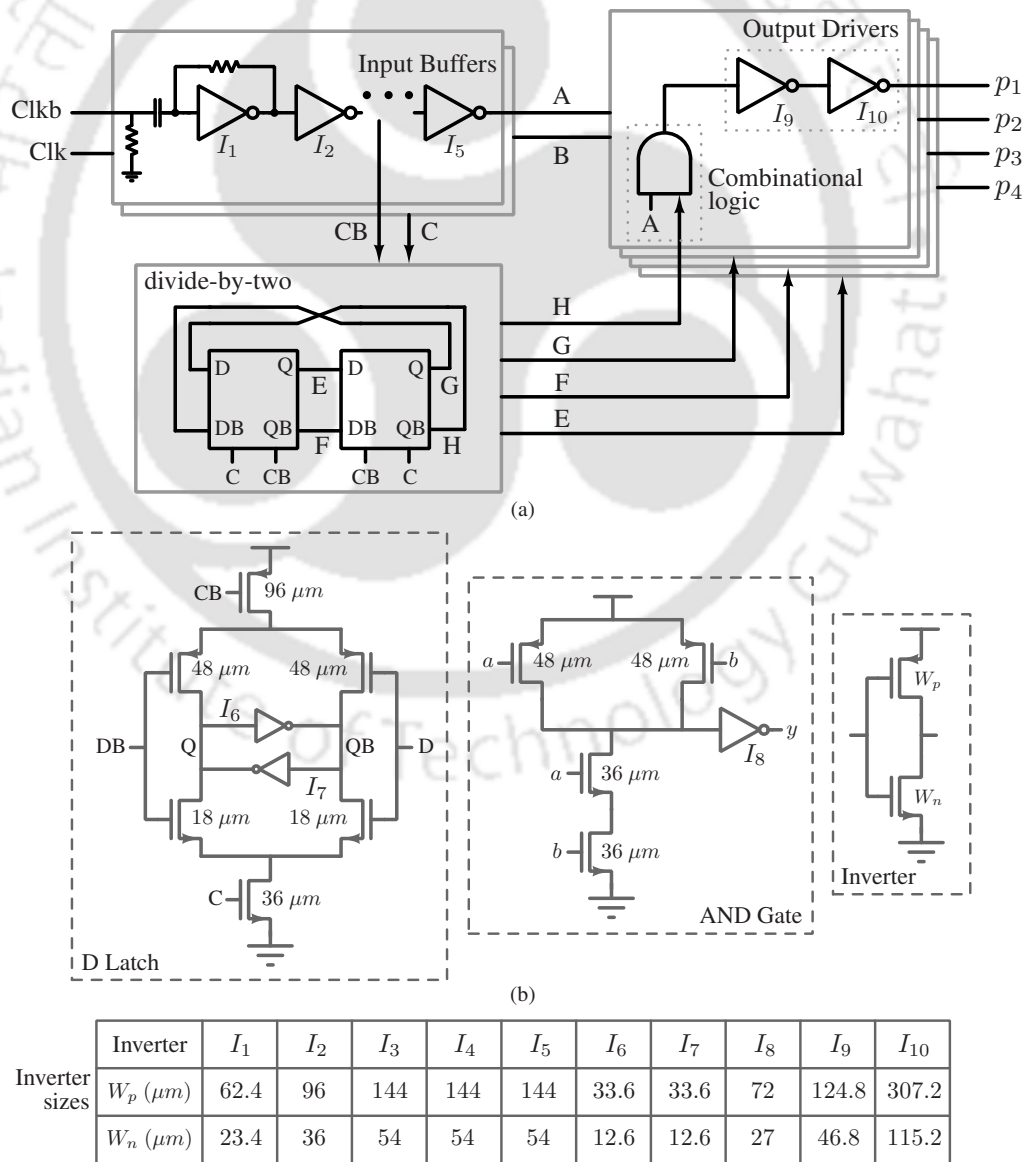 Input Buffers
Output Drivers
Clkb
Clk
I1
I2
I5
A
B
I9
I10
p1
p2
p3
p4
Combinational
logic
A
CB
C
divide-by-two
D
Q
DB
QB
E
F
D
Q
DB
QB
G
H
C
CB
CB
C
H
G
F
E
(a)
CB
96 μm
48 μm
48 μm
I6
DB
Q
QB
D
I7
18 μm
18 μm
C
36 μm
D Latch
a
48 μm
48 μm
b
I8
y
a
36 μm
b
36 μm
AND Gate
Wp
Wn
Inverter
(b)
Inverter sizes
Inverter I1 I2 I3 I4 I5 I6 I7 I8 I9 I10
Wp (μm) 62.4 96 144 144 144 33.6 33.6 72 124.8 307.2
Wn (μm) 23.4 36 54 54 54 12.6 12.6 27 46.8 115.2
Indian Institute of Technology Guwahati